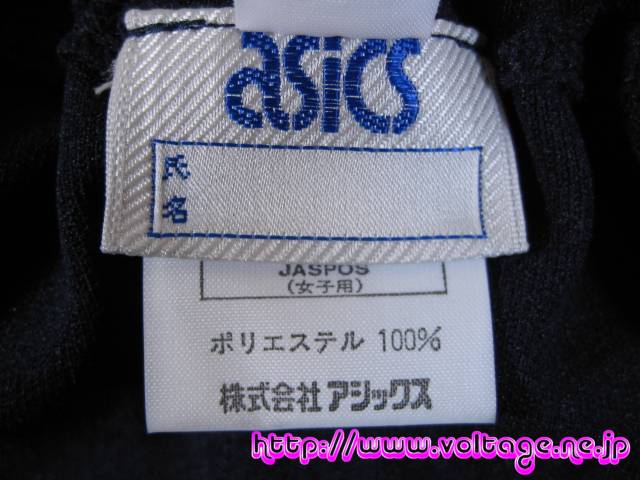 asics
氏名
JASPOS
(女子用)
ポリエステル 100%
株式会社アシックス
http://www.voltage.ne.jp